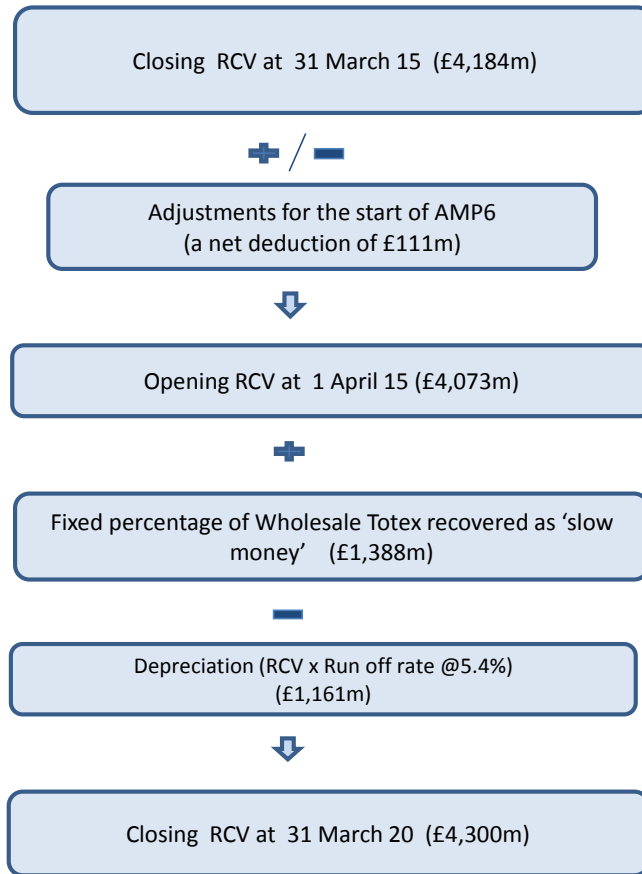 Closing RCV at 31 March 15 (£4,184m)
Adjustments for the start of AMP6
(a net deduction of £111m)
Opening RCV at 1 April 15 (£4,073m)
Fixed percentage of Wholesale Totex recovered as ‘slow
money’ (£1,388m)
Depreciation (RCV x Run off rate @5.4%)
(£1,161m)
Closing RCV at 31 March 20 (£4,300m)